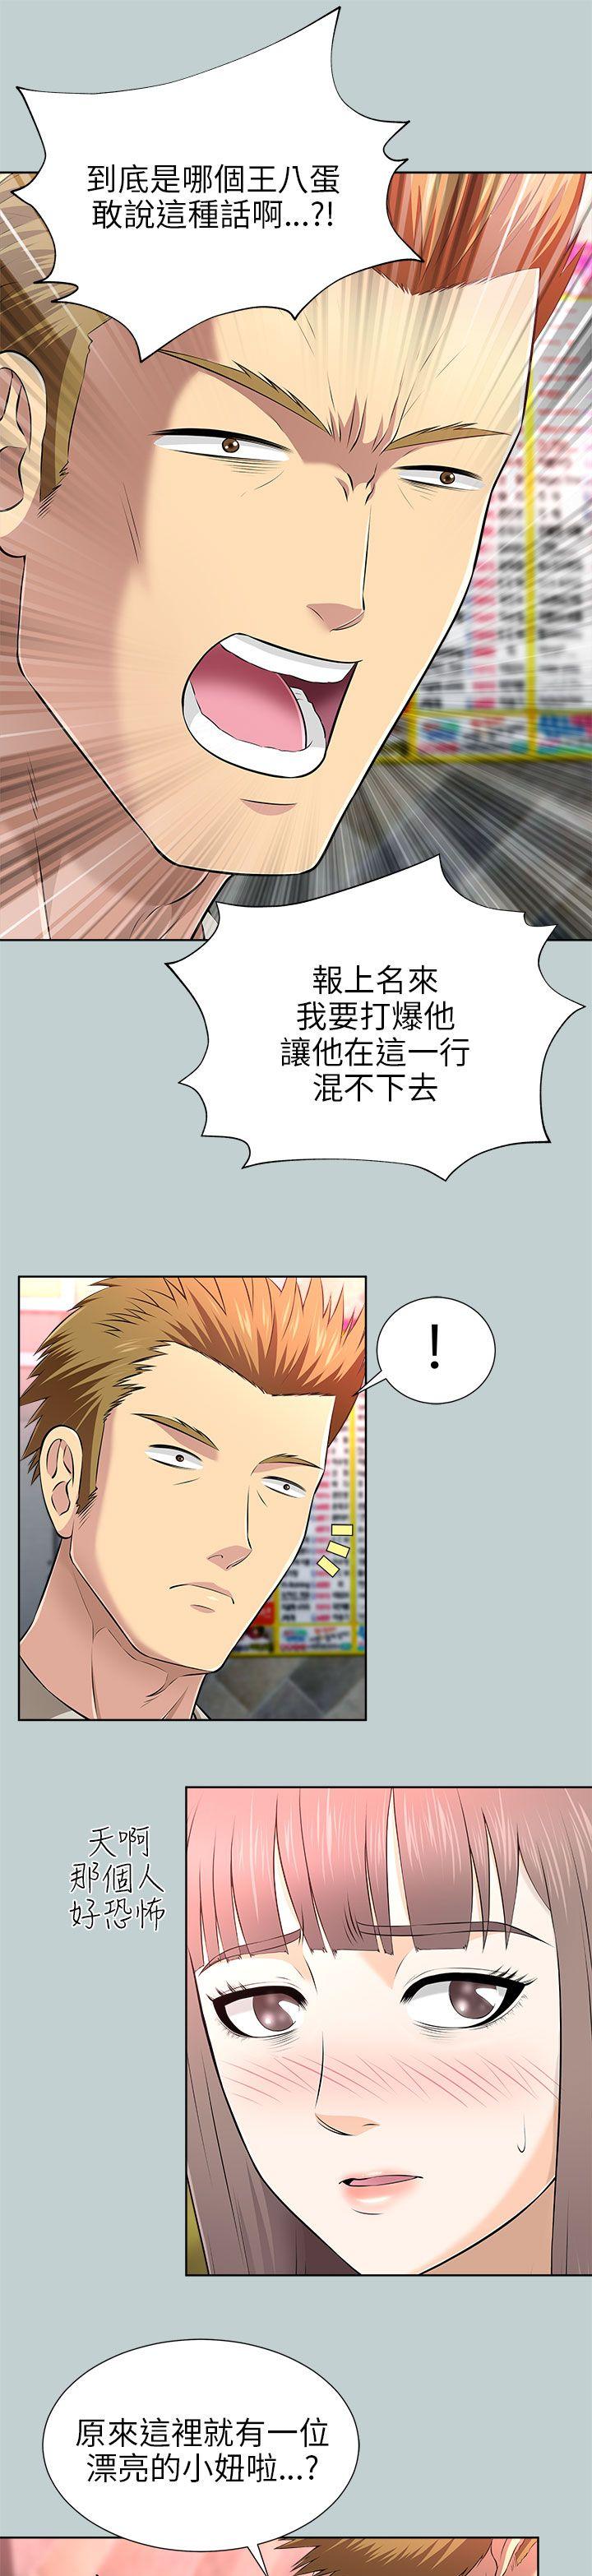 到底是哪個王八蛋
敢說這種話啊...?!
報上名來
我要打爆他
讓他在這一行
混不下去
!
天啊
那個人
好恐怖
原來這裡就有一位
漂亮的小妞啦...?